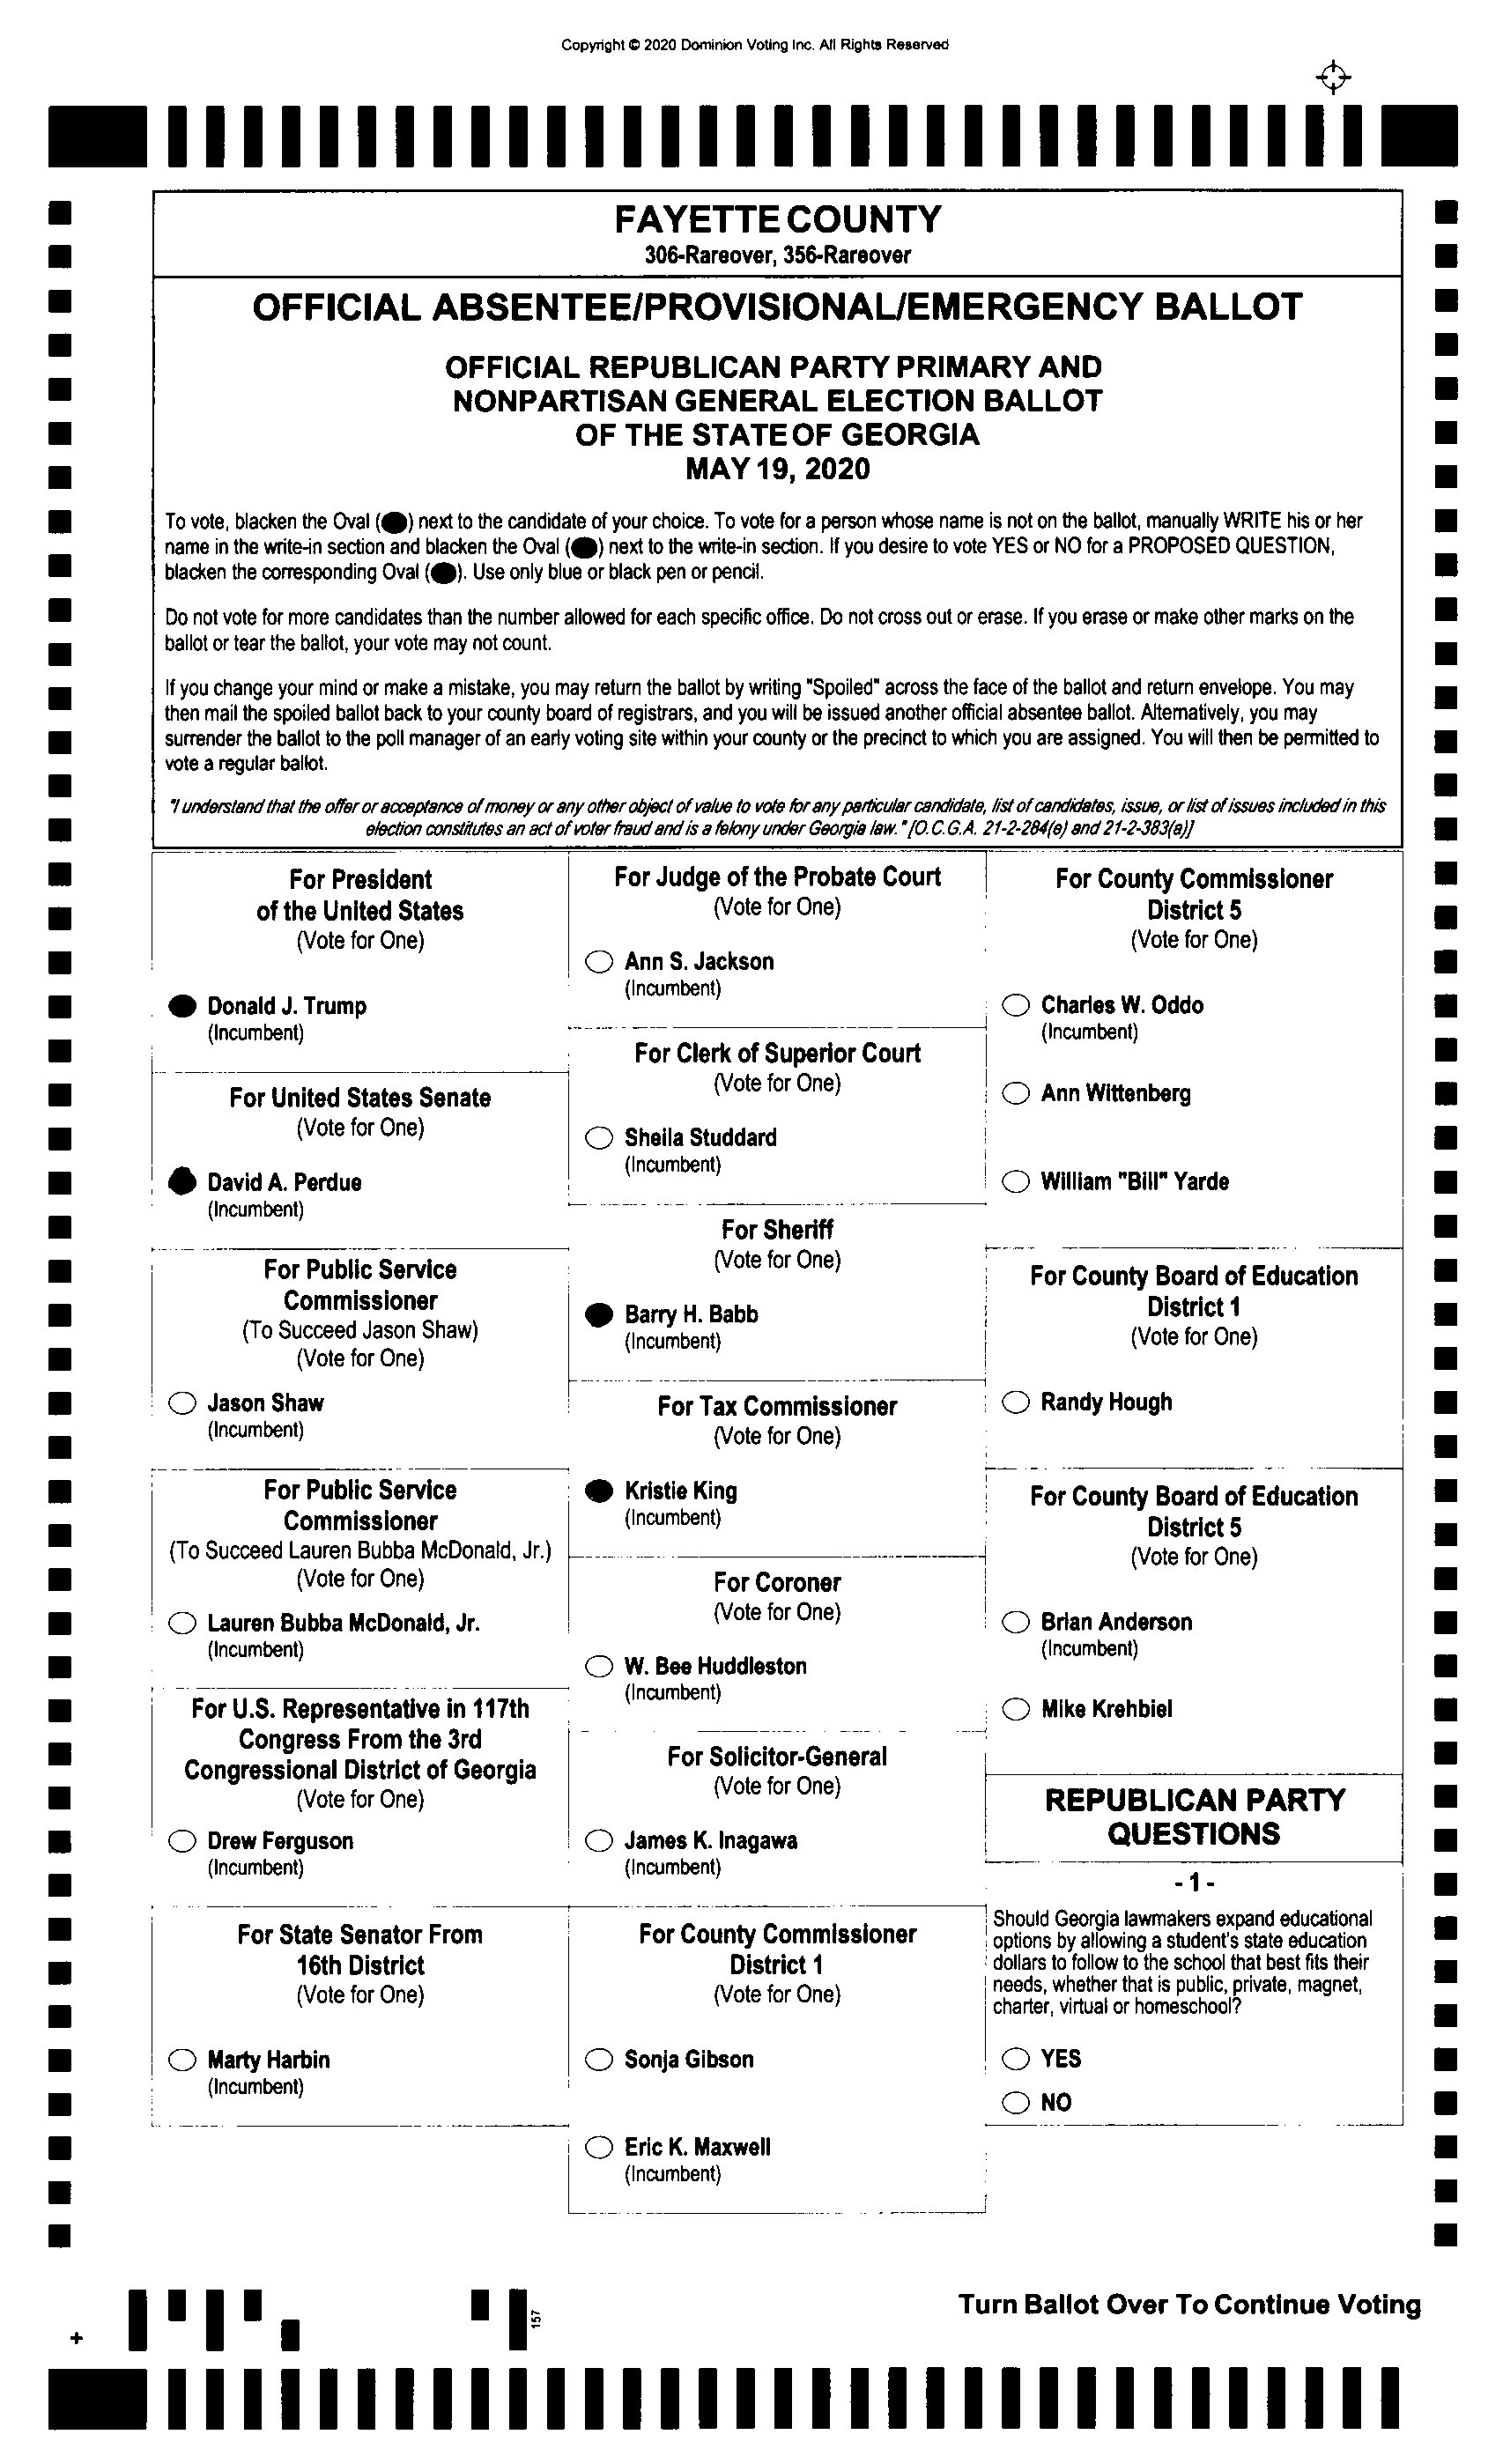 Copyright © 2020 Dominion Voting Inc. All Rights Reserved
FAYETTE COUNTY
306-Rareover, 356-Rareover
OFFICIAL ABSENTEE/PROVISIONAL/EMERGENCY BALLOT
OFFICIAL REPUBLICAN PARTY PRIMARY AND
NONPARTISAN GENERAL ELECTION BALLOT
OF THE STATE OF GEORGIA
MAY 19, 2020
To vote, blacken the Oval ( ) next to the candidate of your choice. To vote for a person whose name is not on the ballot, manually WRITE his or her
name in the write-in section and blacken the Oval ( ) next to the write-in section. If you desire to vote YES or NO for a PROPOSED QUESTION,
blacken the corresponding Oval ( ). Use only blue or black pen or pencil.
Do not vote for more candidates than the number allowed for each specific office. Do not cross out or erase. If you erase or make other marks on the
ballot or tear the ballot, your vote may not count.
If you change your mind or make a mistake, you may return the ballot by writing "Spoiled" across the face of the ballot and return envelope. You may
then mail the spoiled ballot back to your county board of registrars, and you will be issued another official absentee ballot. Alternatively, you may
surrender the ballot to the poll manager of an early voting site within your county or the precinct to which you are assigned. You will then be permitted to
vote a regular ballot.
"I understand that the offer or acceptance of money or any other object of value to vote for any particular candidate, list of candidates, issue, or list of issues included in this
election constitutes an act of voter fraud and is a felony under Georgia law." [O.C.G.A. 21-2-284(e) and 21-2-383(a)]
For President
of the United States
(Vote for One)
Donald J. Trump
(Incumbent)
For United States Senate
(Vote for One)
David A. Perdue
(Incumbent)
For Public Service
Commissioner
(To Succeed Jason Shaw)
(Vote for One)
Jason Shaw
(Incumbent)
For Public Service
Commissioner
(To Succeed Lauren Bubba McDonald, Jr.)
(Vote for One)
Lauren Bubba McDonald, Jr.
(Incumbent)
For U.S. Representative in 117th
Congress From the 3rd
Congressional District of Georgia
(Vote for One)
Drew Ferguson
(Incumbent)
For State Senator From
16th District
(Vote for One)
Marty Harbin
(Incumbent)
For Judge of the Probate Court
(Vote for One)
Ann S. Jackson
(Incumbent)
For Clerk of Superior Court
(Vote for One)
Sheila Studdard
(Incumbent)
For Sheriff
(Vote for One)
Barry H. Babb
(Incumbent)
For Tax Commissioner
(Vote for One)
Kristie King
(Incumbent)
For Coroner
(Vote for One)
W. Bee Huddleston
(Incumbent)
For Solicitor-General
(Vote for One)
James K. Inagawa
(Incumbent)
For County Commissioner
District 1
(Vote for One)
Sonja Gibson
Eric K. Maxwell
(Incumbent)
For County Commissioner
District 5
(Vote for One)
Charles W. Oddo
(Incumbent)
Ann Wittenberg
William "Bill" Yarde
For County Board of Education
District 1
(Vote for One)
Randy Hough
For County Board of Education
District 5
(Vote for One)
Brian Anderson
(Incumbent)
Mike Krehbiel
REPUBLICAN PARTY
QUESTIONS
- 1 -
Should Georgia lawmakers expand educational
options by allowing a student's state education
dollars to follow to the school that best fits their
needs, whether that is public, private, magnet,
charter, virtual or homeschool?
YES
NO
Turn Ballot Over To Continue Voting
157
+